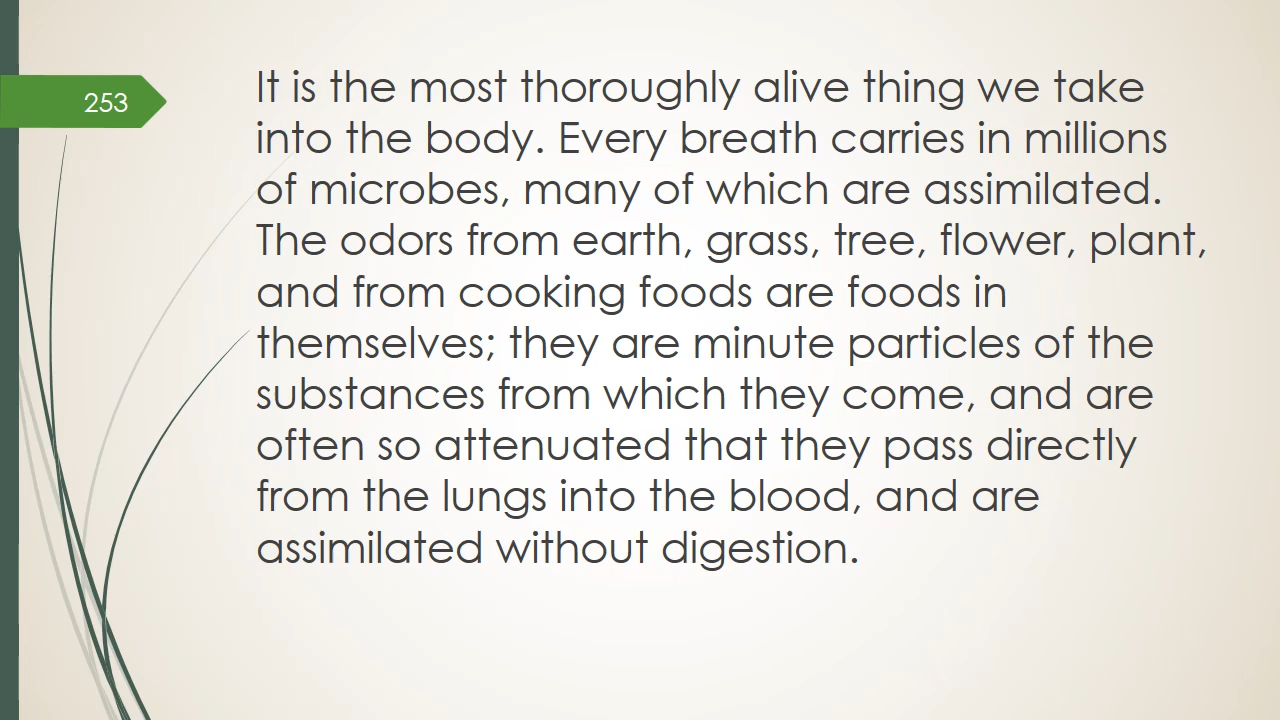 253
It is the most thoroughly alive thing we take
into the body. Every breath carries in millions
of microbes, many of which are assimilated.
The odors from earth, grass, tree, flower, plant,
and from cooking foods are foods in
themselves; they are minute particles of the
substances from which they come, and are
often so attenuated that they pass directly
from the lungs into the blood, and are
assimilated without digestion.